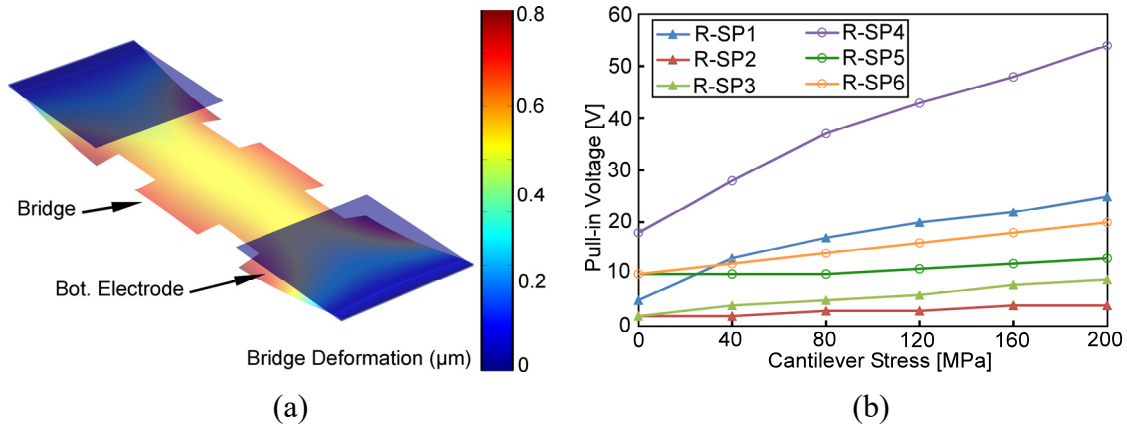 Bridge
Bot. Electrode
Bridge Deformation (µm)
0.8
0.6
0.4
0.2
0
(a)
60
50
40
30
20
10
0
Pull-in Voltage [V]
R-SP1
R-SP2
R-SP3
R-SP4
R-SP5
R-SP6
0 40 80 120 160 200
Cantilever Stress [MPa]
(b)